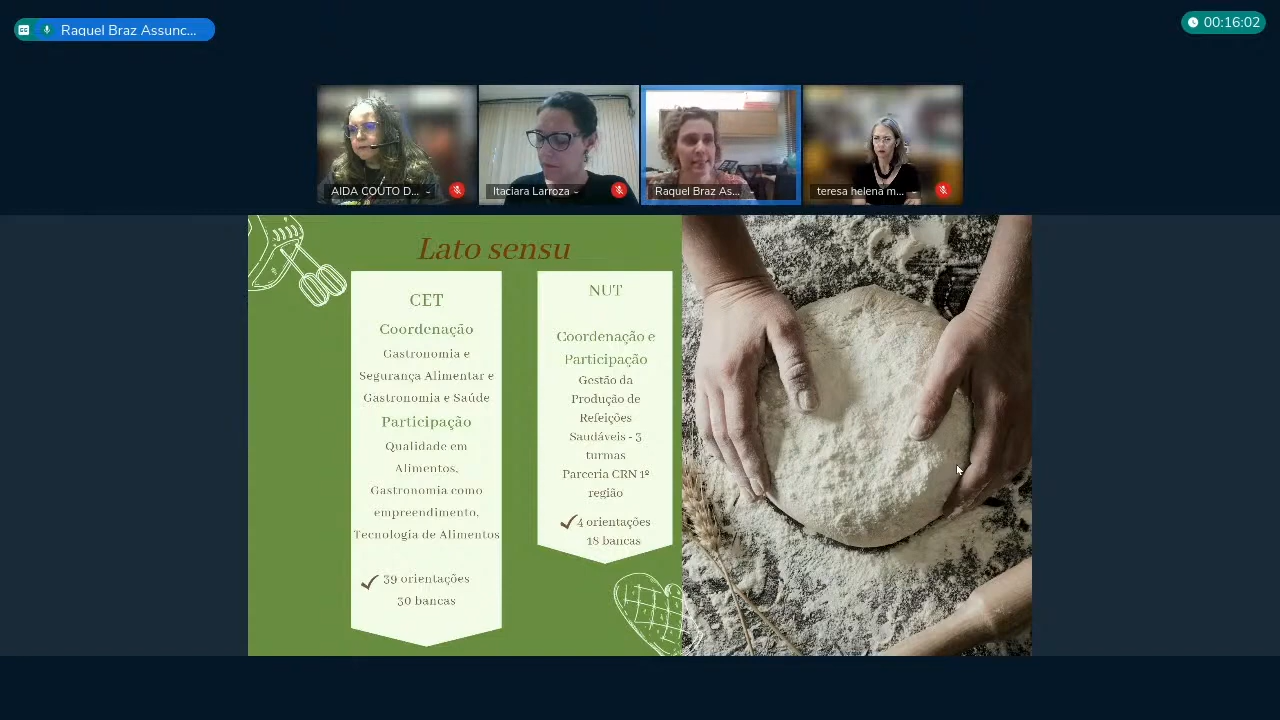 Raquel Braz Assunc...
00:16:02
AIDA COUTO D...
Itaciara Larroza
Raquel Braz As...
teresa helena m...
Lato sensu
CET
Coordenação
Gastronomia e
Segurança Alimentar e
Gastronomia e Saúde
Participação
Qualidade em
Alimentos,
Gastronomia como
empreendimento,
Tecnologia de Alimentos
39 orientações
30 bancas
NUT
Coordenação e
Participação
Gestão da
Produção de
Refeições
Saudáveis - 3
turmas
Parceria CRN 1º
região
4 orientações
18 bancas